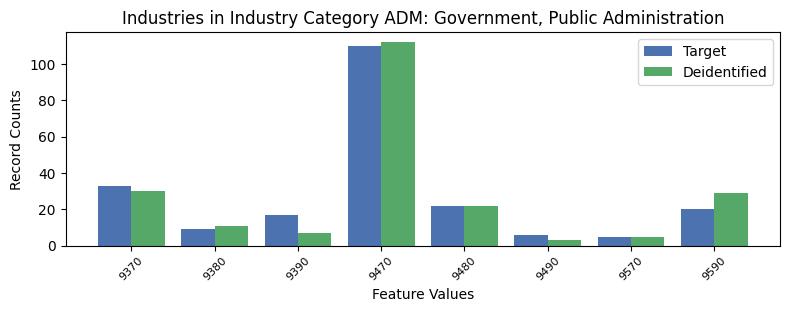 Industries in Industry Category ADM: Government, Public Administration
Target
Deidentified
Record Counts
100
80
60
40
20
0
9370 9380 9390 9470 9480 9490 9570 9590
Feature Values